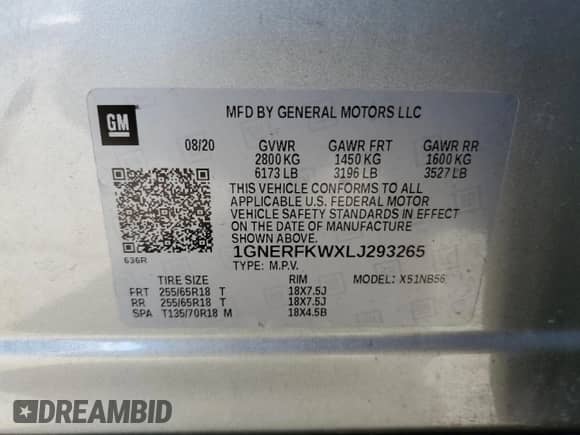 GM
MFD BY GENERAL MOTORS LLC
08/20 GVWR GAWR FRT GAWR RR
2800 KG 1450 KG 1600 KG
6173 LB 3196 LB 3527 LB
THIS VEHICLE CONFORMS TO ALL
APPLICABLE U.S. FEDERAL MOTOR
VEHICLE SAFETY STANDARDS IN EFFECT
ON THE DATE OF MANUFACTURE
SHOWN ABOVE.
636R
1GNERFKWXLJ293265
TYPE: M.P.V.
TIRE SIZE RIM MODEL: X51NB56
FRT 255/65R18 T 18X7.5J
RR 255/65R18 T 18X7.5J
SPA T135/70R18 M 18X4.5B
DREAMBID